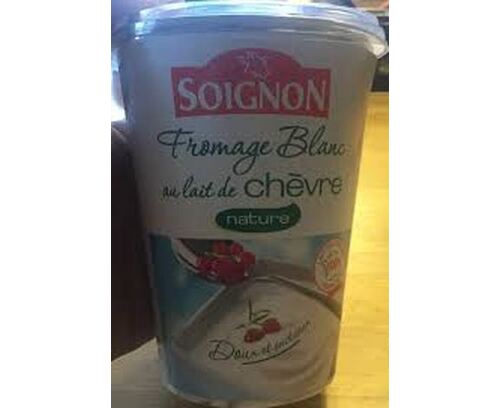 SOIGNON
Fromage Blanc
au lait de chèvre
nature
Doux et onctueux